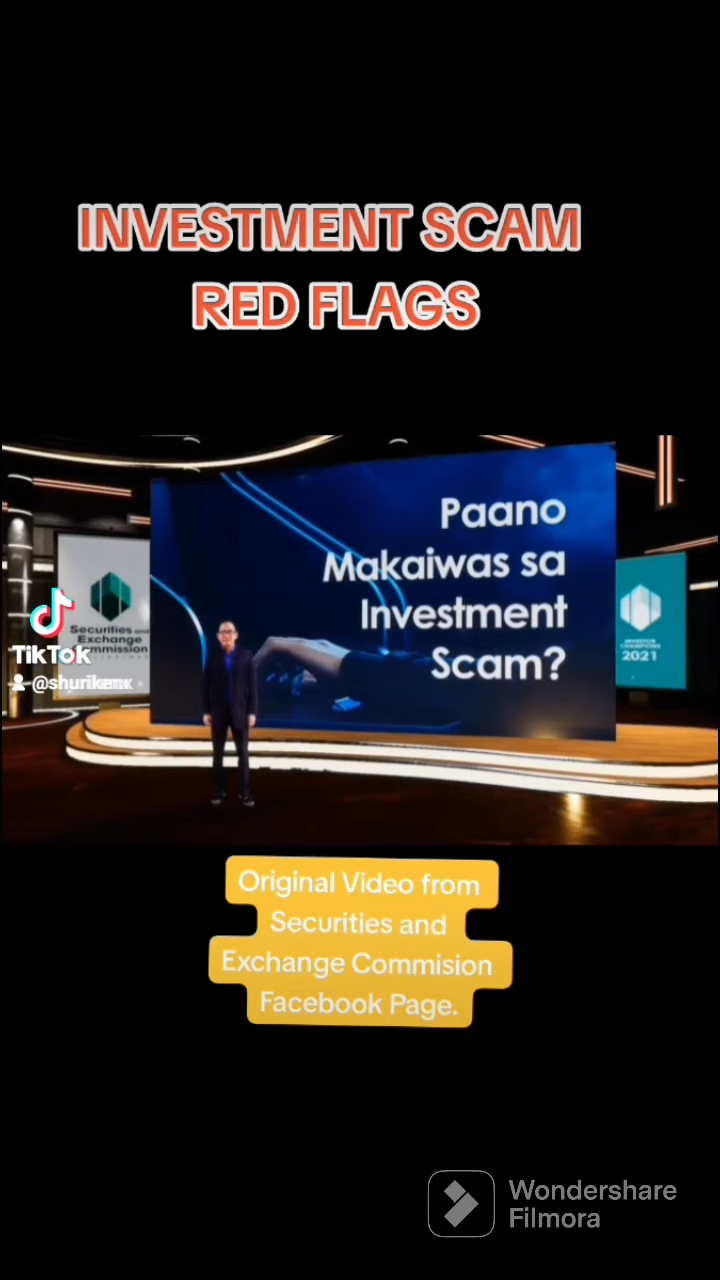 INVESTMENT SCAM
RED FLAGS
Paano
Makaiwas sa
Investment
Scam?
Securities and
Exchange
Commission
INVESTOR
CHAMPIONS
2021
TikTok
Original Video from
Securities and
Exchange Commision
Facebook Page.
Wondershare
Filmora